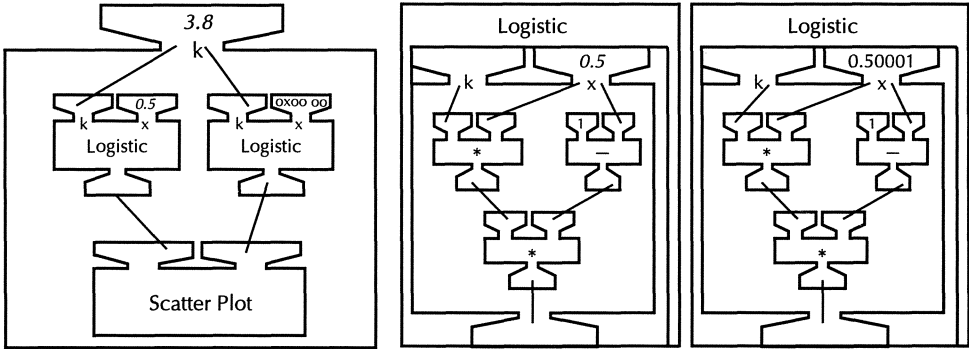 3.8
k
0.5
k
x
Logistic
k
x
Logistic
Scatter Plot
Logistic
0.5
k
x
1
*
−
*
Logistic
0.50001
k
x
1
*
−
*